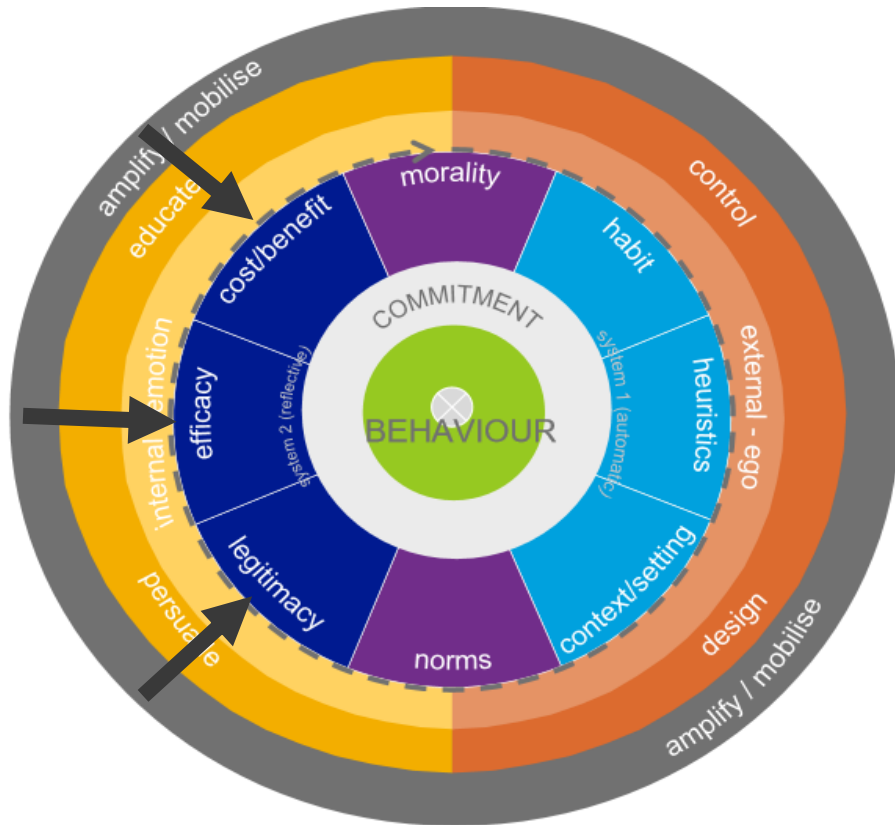 amplify / mobilise
educate
control
internal emotion
external - ego
persuade
design
amplify / mobilise
morality
cost/benefit
habit
efficacy
heuristics
legitimacy
context/setting
norms
system 2 (reflective)
system 1 (automatic)
COMMITMENT
BEHAVIOUR